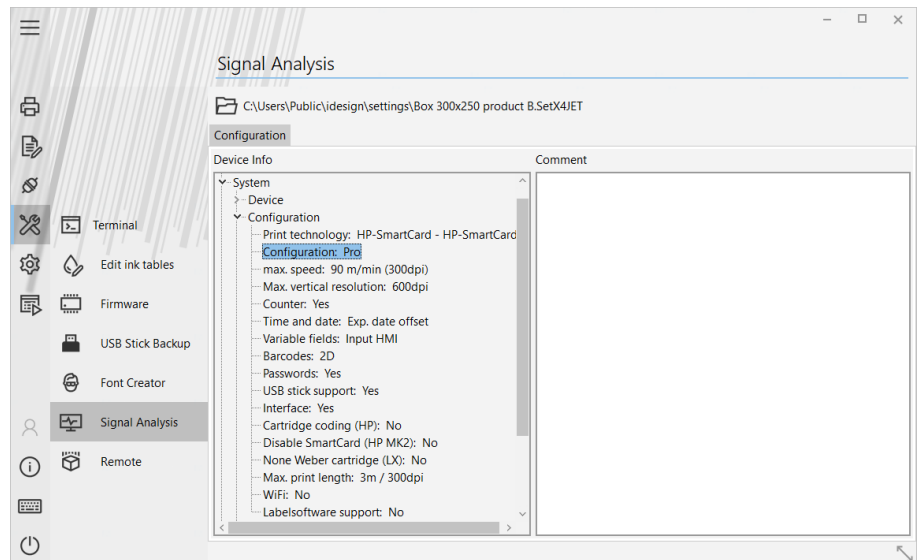 Signal Analysis
C:\Users\Public\idesign\settings\Box 300x250 product B.SetX4JET
Configuration
Device Info
Comment
System
Device
Configuration
Print technology: HP-SmartCard - HP-SmartCard
Configuration: Pro
max. speed: 90 m/min (300dpi)
Max. vertical resolution: 600dpi
Counter: Yes
Time and date: Exp. date offset
Variable fields: Input HMI
Barcodes: 2D
Passwords: Yes
USB stick support: Yes
Interface: Yes
Cartridge coding (HP): No
Disable SmartCard (HP MK2): No
None Weber cartridge (LX): No
Max. print length: 3m / 300dpi
WiFi: No
Labelsoftware support: No
Terminal
Edit ink tables
Firmware
USB Stick Backup
Font Creator
Signal Analysis
Remote